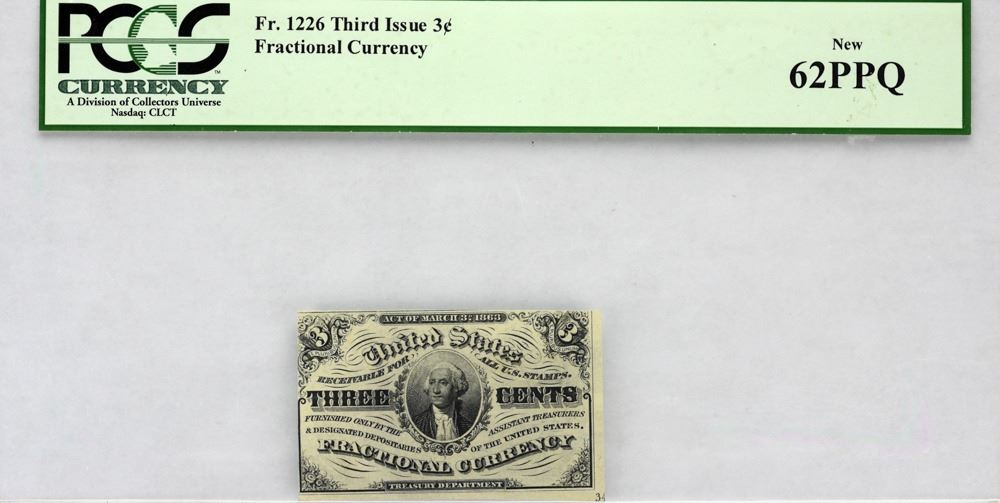 PCGS
TM
CURRENCY
A Division of Collectors Universe
Nasdaq: CLCT
Fr. 1226 Third Issue 3¢
Fractional Currency
New
62PPQ
ACT OF MARCH 3: 1863
3 3
United States
RECEIVABLE FOR ALL U.S. STAMPS.
THREE CENTS
FURNISHED ONLY BY THE ASSISTANT TREASURERS
& DESIGNATED DEPOSITARIES OF THE UNITED STATES.
FRACTIONAL CURRENCY
TREASURY DEPARTMENT